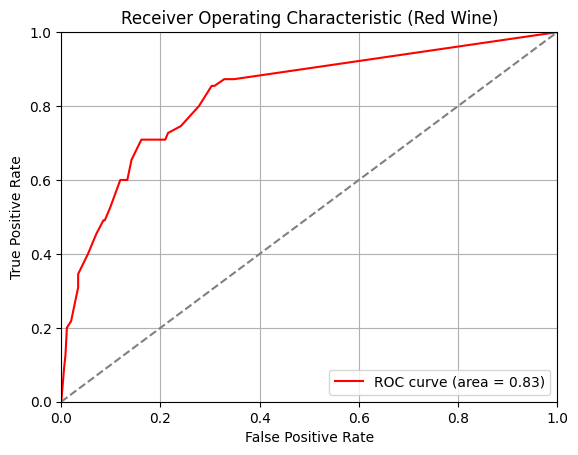 Receiver Operating Characteristic (Red Wine)
1.0
0.8
0.6
0.4
0.2
0.0
True Positive Rate
ROC curve (area = 0.83)
0.0 0.2 0.4 0.6 0.8 1.0
False Positive Rate